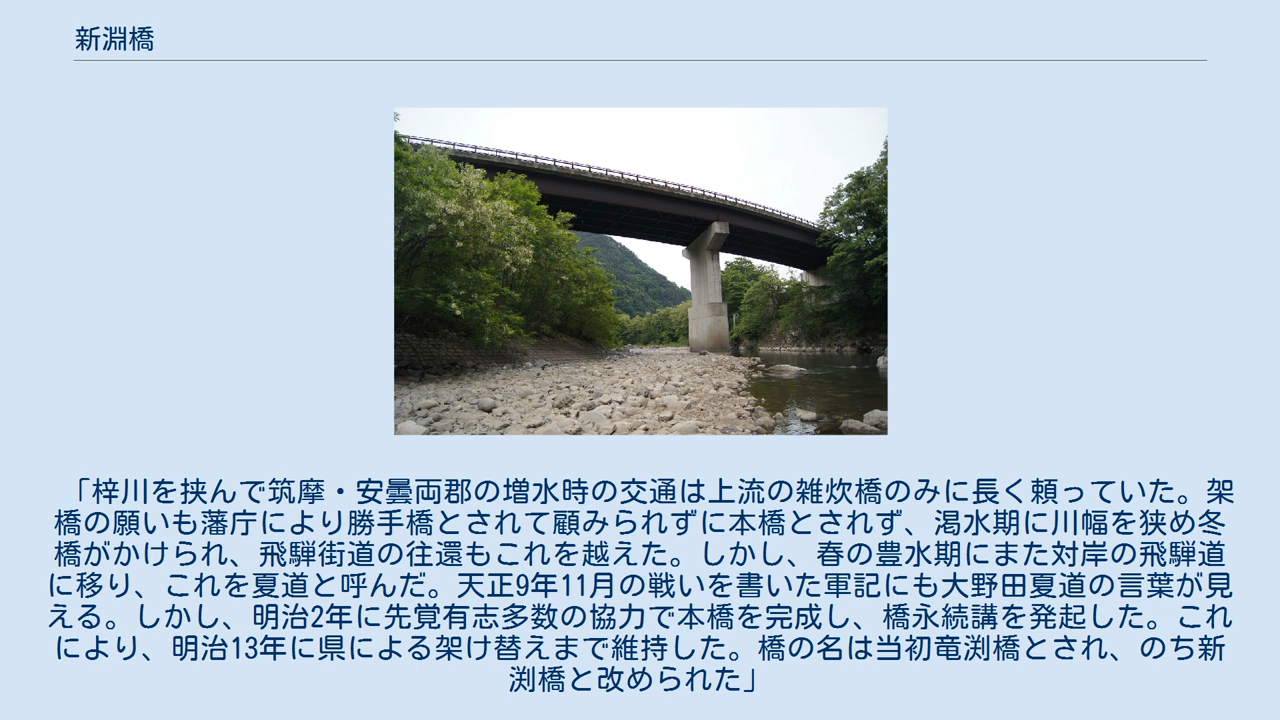 新淵橋
「梓川を挟んで筑摩・安曇両郡の増水時の交通は上流の雑炊橋のみに長く頼っていた。架
橋の願いも藩庁により勝手橋とされて顧みられずに本橋とされず、渇水期に川幅を狭め冬
橋がかけられ、飛騨街道の往還もこれを越えた。しかし、春の豊水期にまた対岸の飛騨道
に移り、これを夏道と呼んだ。天正9年11月の戦いを書いた軍記にも大野田夏道の言葉が見
える。しかし、明治2年に先覚有志多数の協力で本橋を完成し、橋永続講を発起した。これ
により、明治13年に県による架け替えまで維持した。橋の名は当初竜渕橋とされ、のち新
渕橋と改められた」